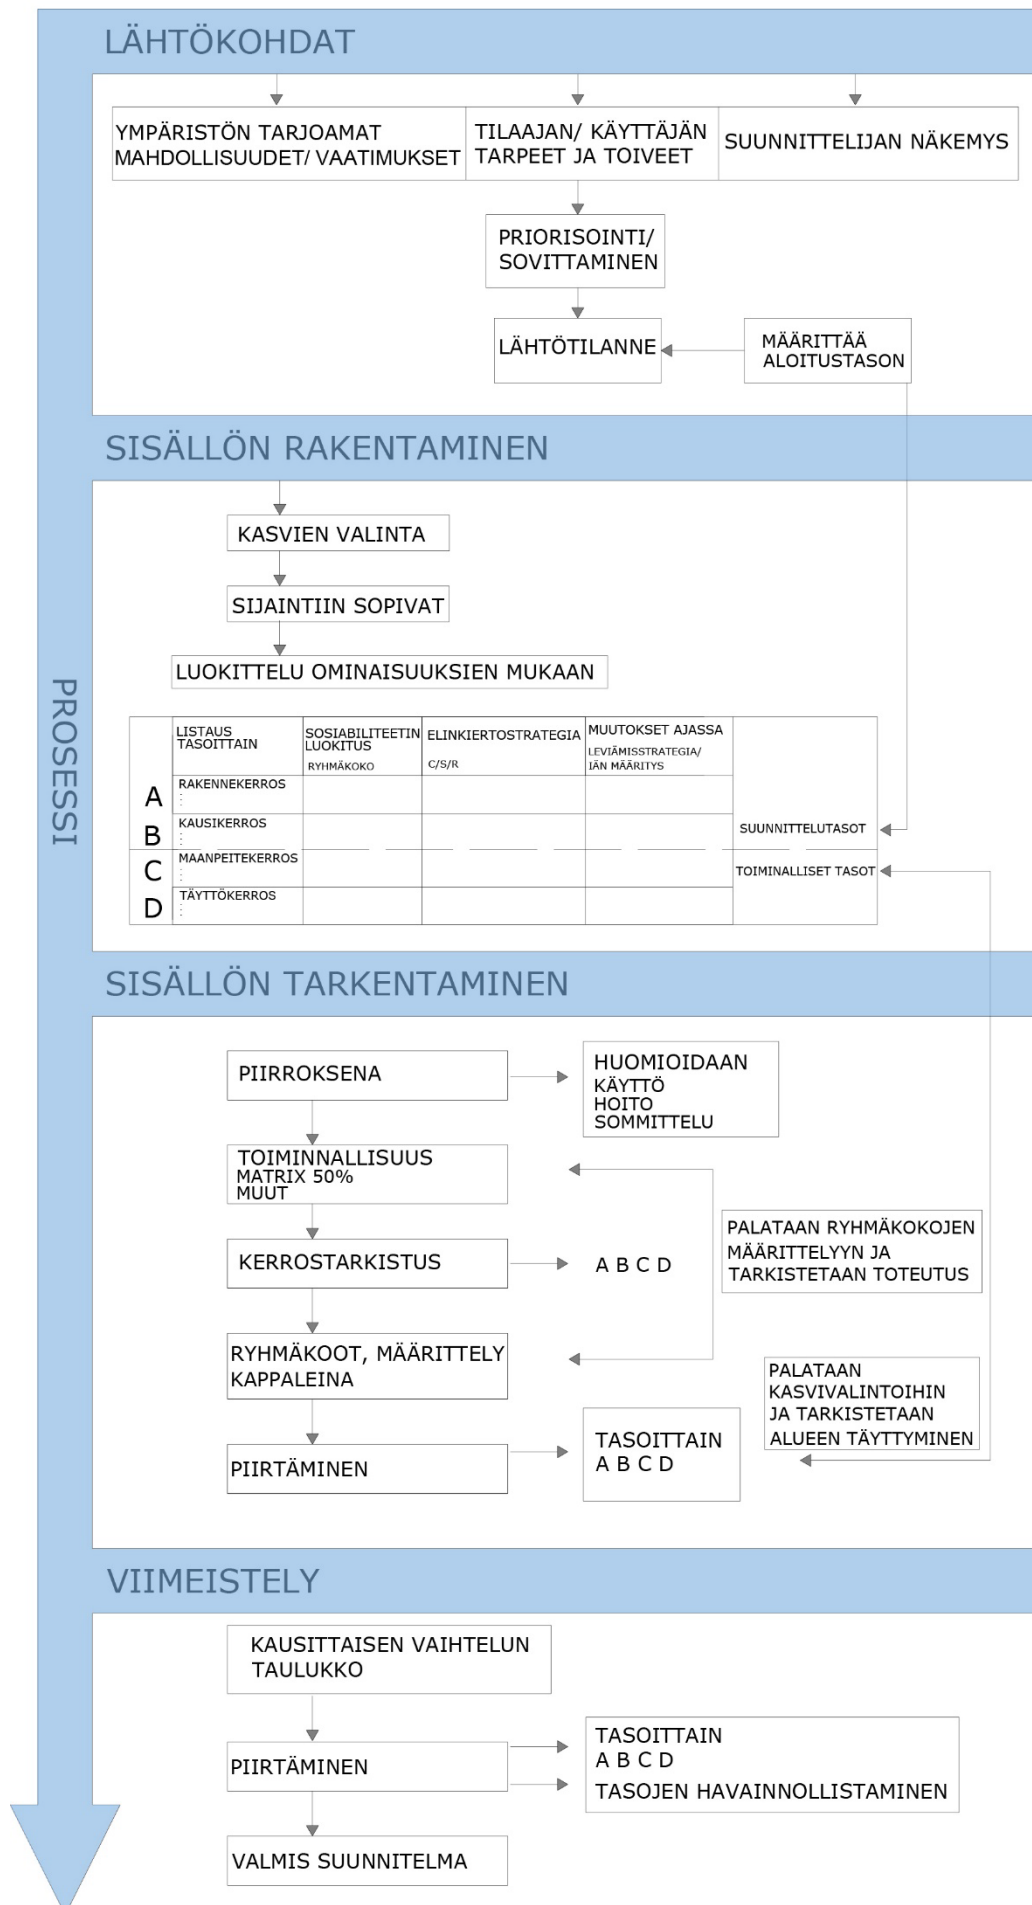 LÄHTÖKOHDAT
YMPÄRISTÖN TARJOAMAT
MAHDOLLISUUDET/ VAATIMUKSET
TILAAJAN/ KÄYTTÄJÄN
TARPEET JA TOIVEET
SUUNNITTELIJAN NÄKEMYS
PRIORISOINTI/
SOVITTAMINEN
LÄHTÖTILANNE
MÄÄRITTÄÄ
ALOITUSTASON
SISÄLLÖN RAKENTAMINEN
KASVIEN VALINTA
SIJAINTIIN SOPIVAT
LUOKITTELU OMINAISUUKSIEN MUKAAN
PROSESSI
LISTAUS
TASOITTAIN
SOSIABILITEETIN
LUOKITUS
RYHMÄKOKO
ELINKIERTOSTRATEGIA
C/S/R
MUUTOKSET AJASSA
LEVIÄMISSTRATEGIA/
IÄN MÄÄRITYS
A
RAKENNEKERROS
:
B
KAUSIKERROS
:
SUUNNITTELUTASOT
C
MAANPEITEKERROS
:
TOIMINALLISET TASOT
D
TÄYTTÖKERROS
:
SISÄLLÖN TARKENTAMINEN
PIIRROKSENA
HUOMIOIDAAN
KÄYTTÖ
HOITO
SOMMITTELU
TOIMINNALLISUUS
MATRIX 50%
MUUT
KERROSTARKISTUS
A B C D
PALATAAN RYHMÄKOKOJEN
MÄÄRITTELYYN JA
TARKISTETAAN TOTEUTUS
RYHMÄKOOT, MÄÄRITTELY
KAPPALEINA
PALATAAN
KASVIVALINTOIHIN
JA TARKISTETAAN
ALUEEN TÄYTTYMINEN
PIIRTÄMINEN
TASOITTAIN
A B C D
VIIMEISTELY
KAUSITTAISEN VAIHTELUN
TAULUKKO
PIIRTÄMINEN
TASOITTAIN
A B C D
TASOJEN HAVAINNOLLISTAMINEN
VALMIS SUUNNITELMA